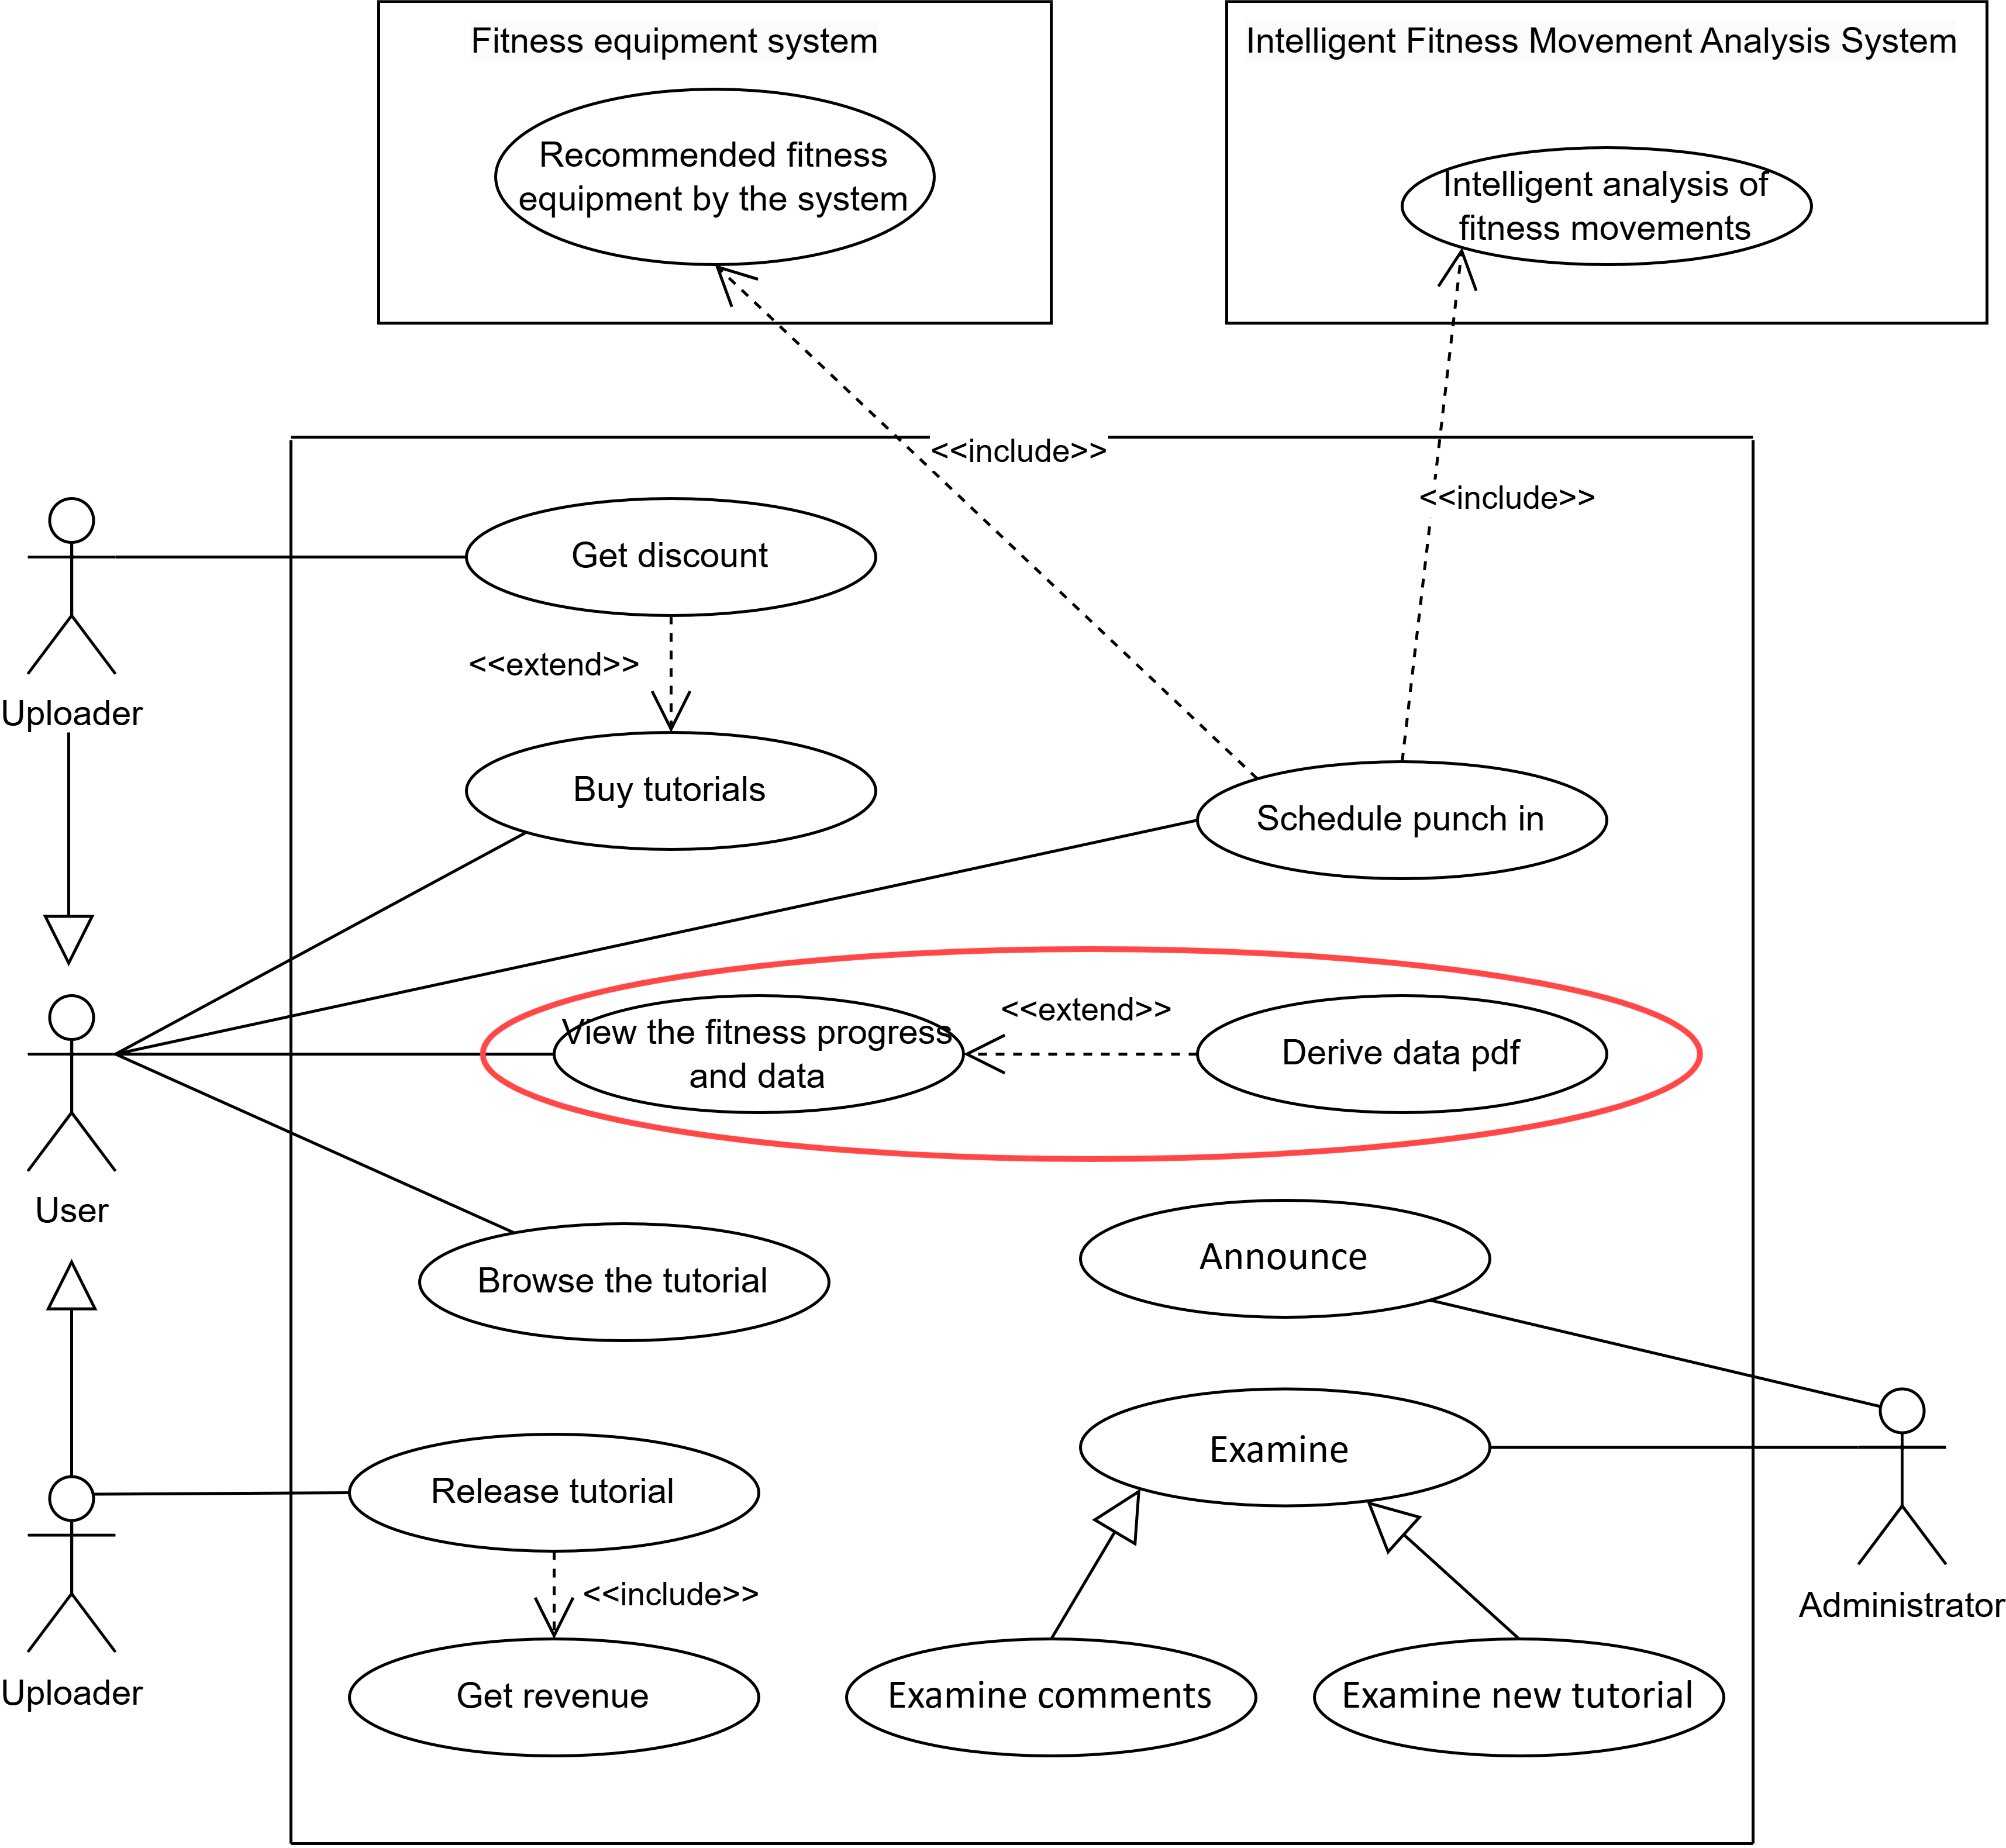 Fitness equipment system
Intelligent Fitness Movement Analysis System
Recommended fitness
equipment by the system
Intelligent analysis of
fitness movements
<<include>>
<<include>>
Get discount
<<extend>>
Uploader
Buy tutorials
Schedule punch in
View the fitness progress
and data
<<extend>>
Derive data pdf
User
Browse the tutorial
Announce
Examine
Release tutorial
<<include>>
Administrator
Uploader
Get revenue
Examine comments
Examine new tutorial